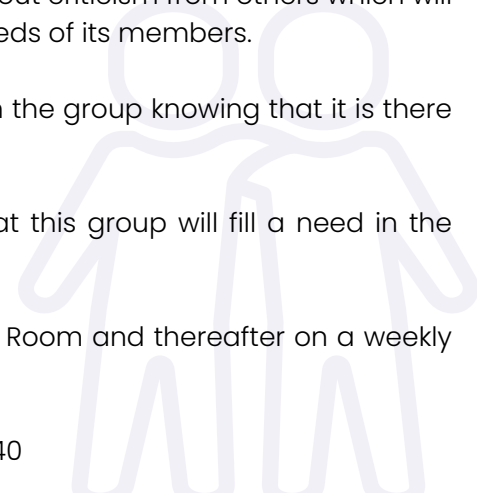 criticism from others which will
eds of its members.
the group knowing that it is there
at this group will fill a need in the
Room and thereafter on a weekly
40